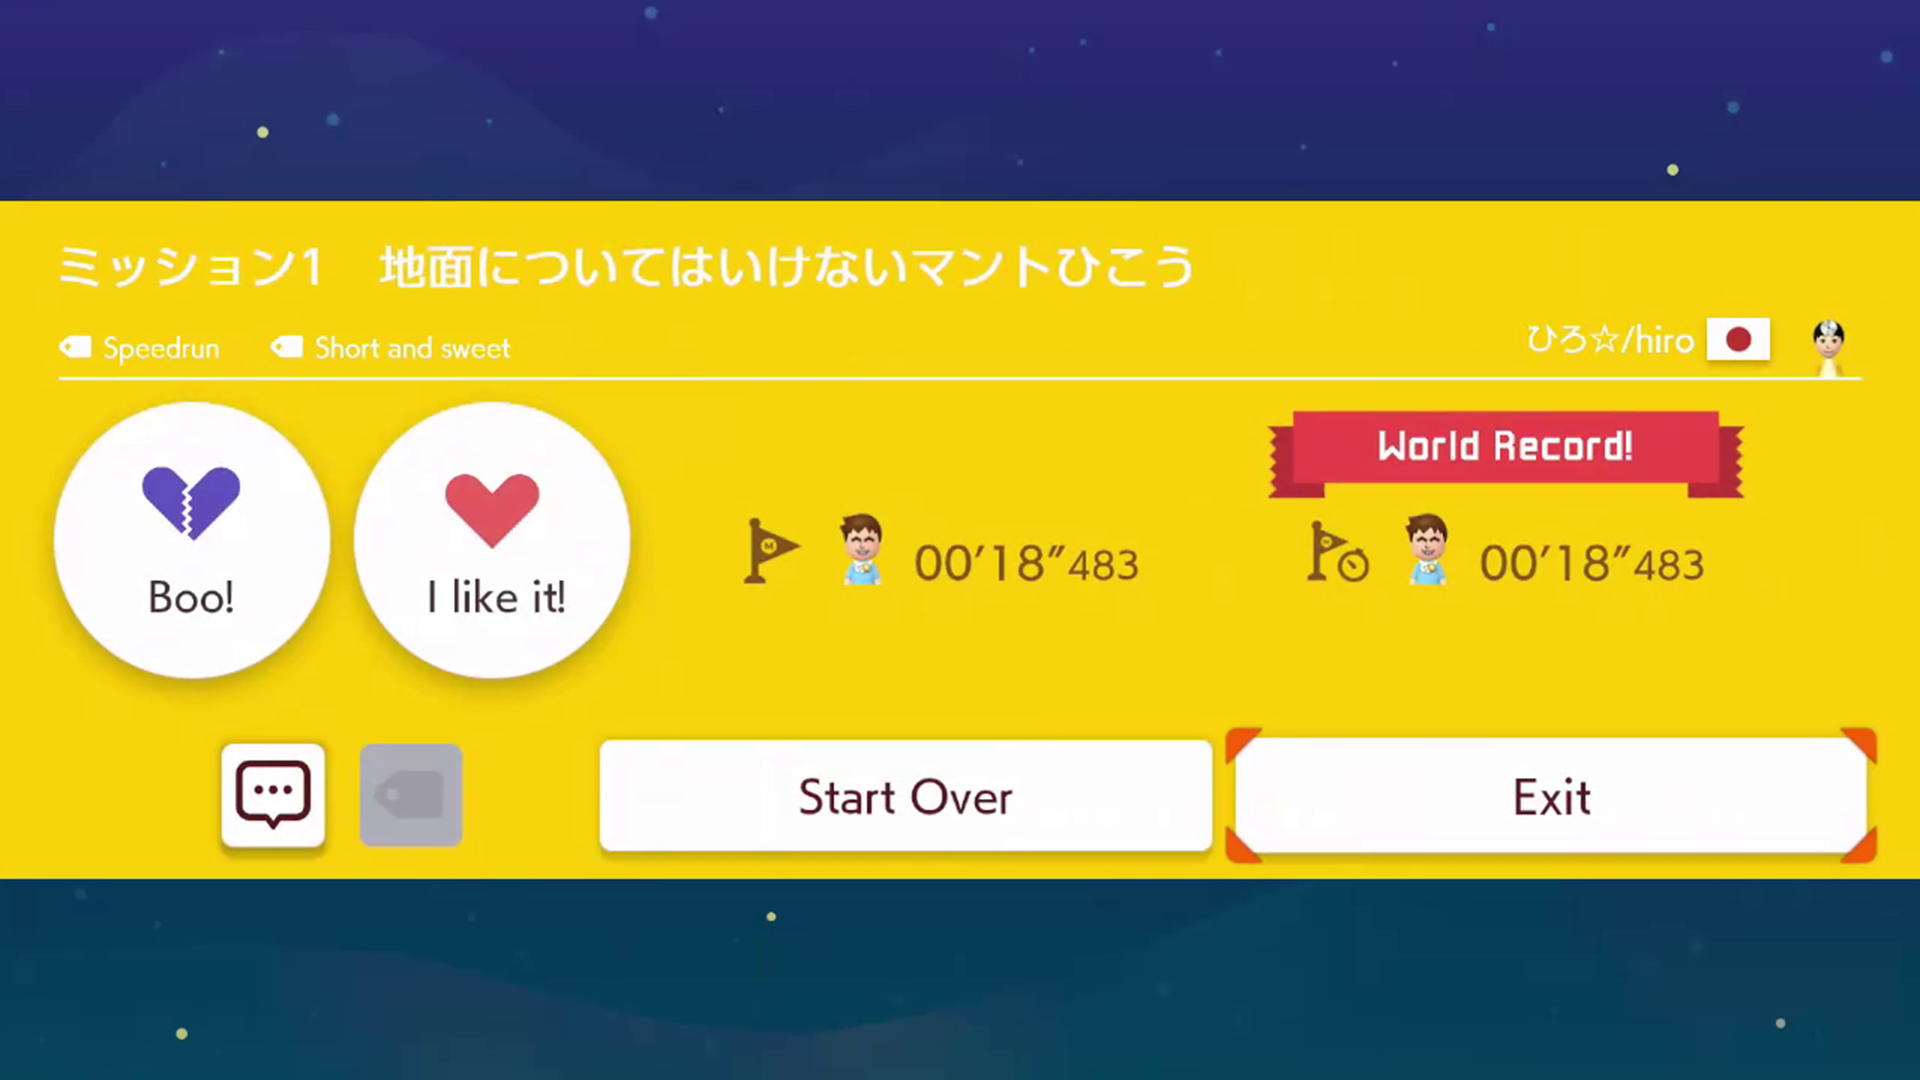 ミッション1　地面についてはいけないマントひこう
Speedrun Short and sweet
ひろ☆/hiro
World Record!
M 00'18"483
M 00'18"483
Boo!
I like it!
Start Over
Exit